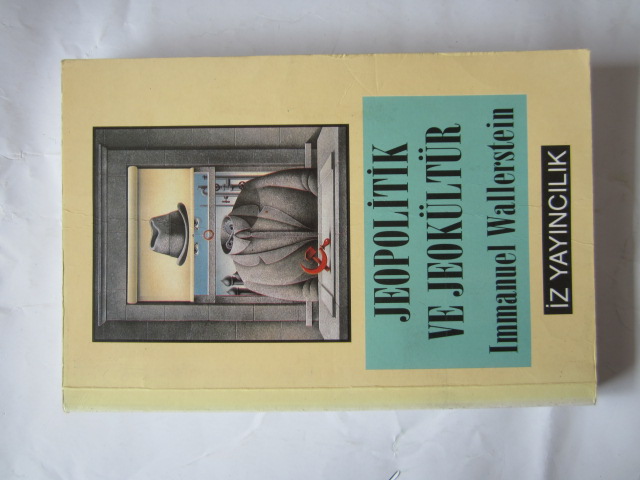 JEOPOLİTİK
VE JEOKÜLTÜR
Immanuel Wallerstein
İZ YAYINCILIK